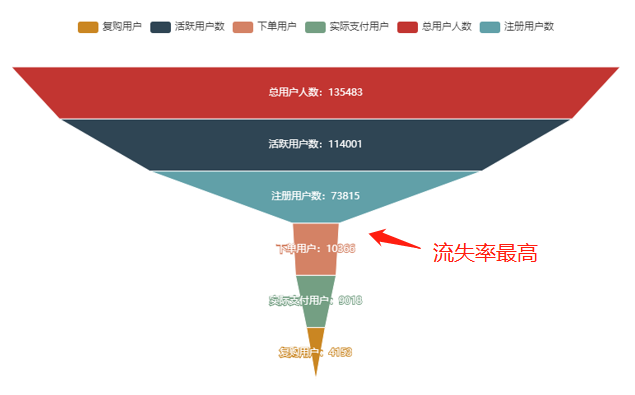 复购用户 活跃用户数 下单用户 实际支付用户 总用户人数 注册用户数
总用户人数：135483
活跃用户数：114001
注册用户数：73815
下单用户：10366
流失率最高
实际支付用户：9018
复购用户：4153